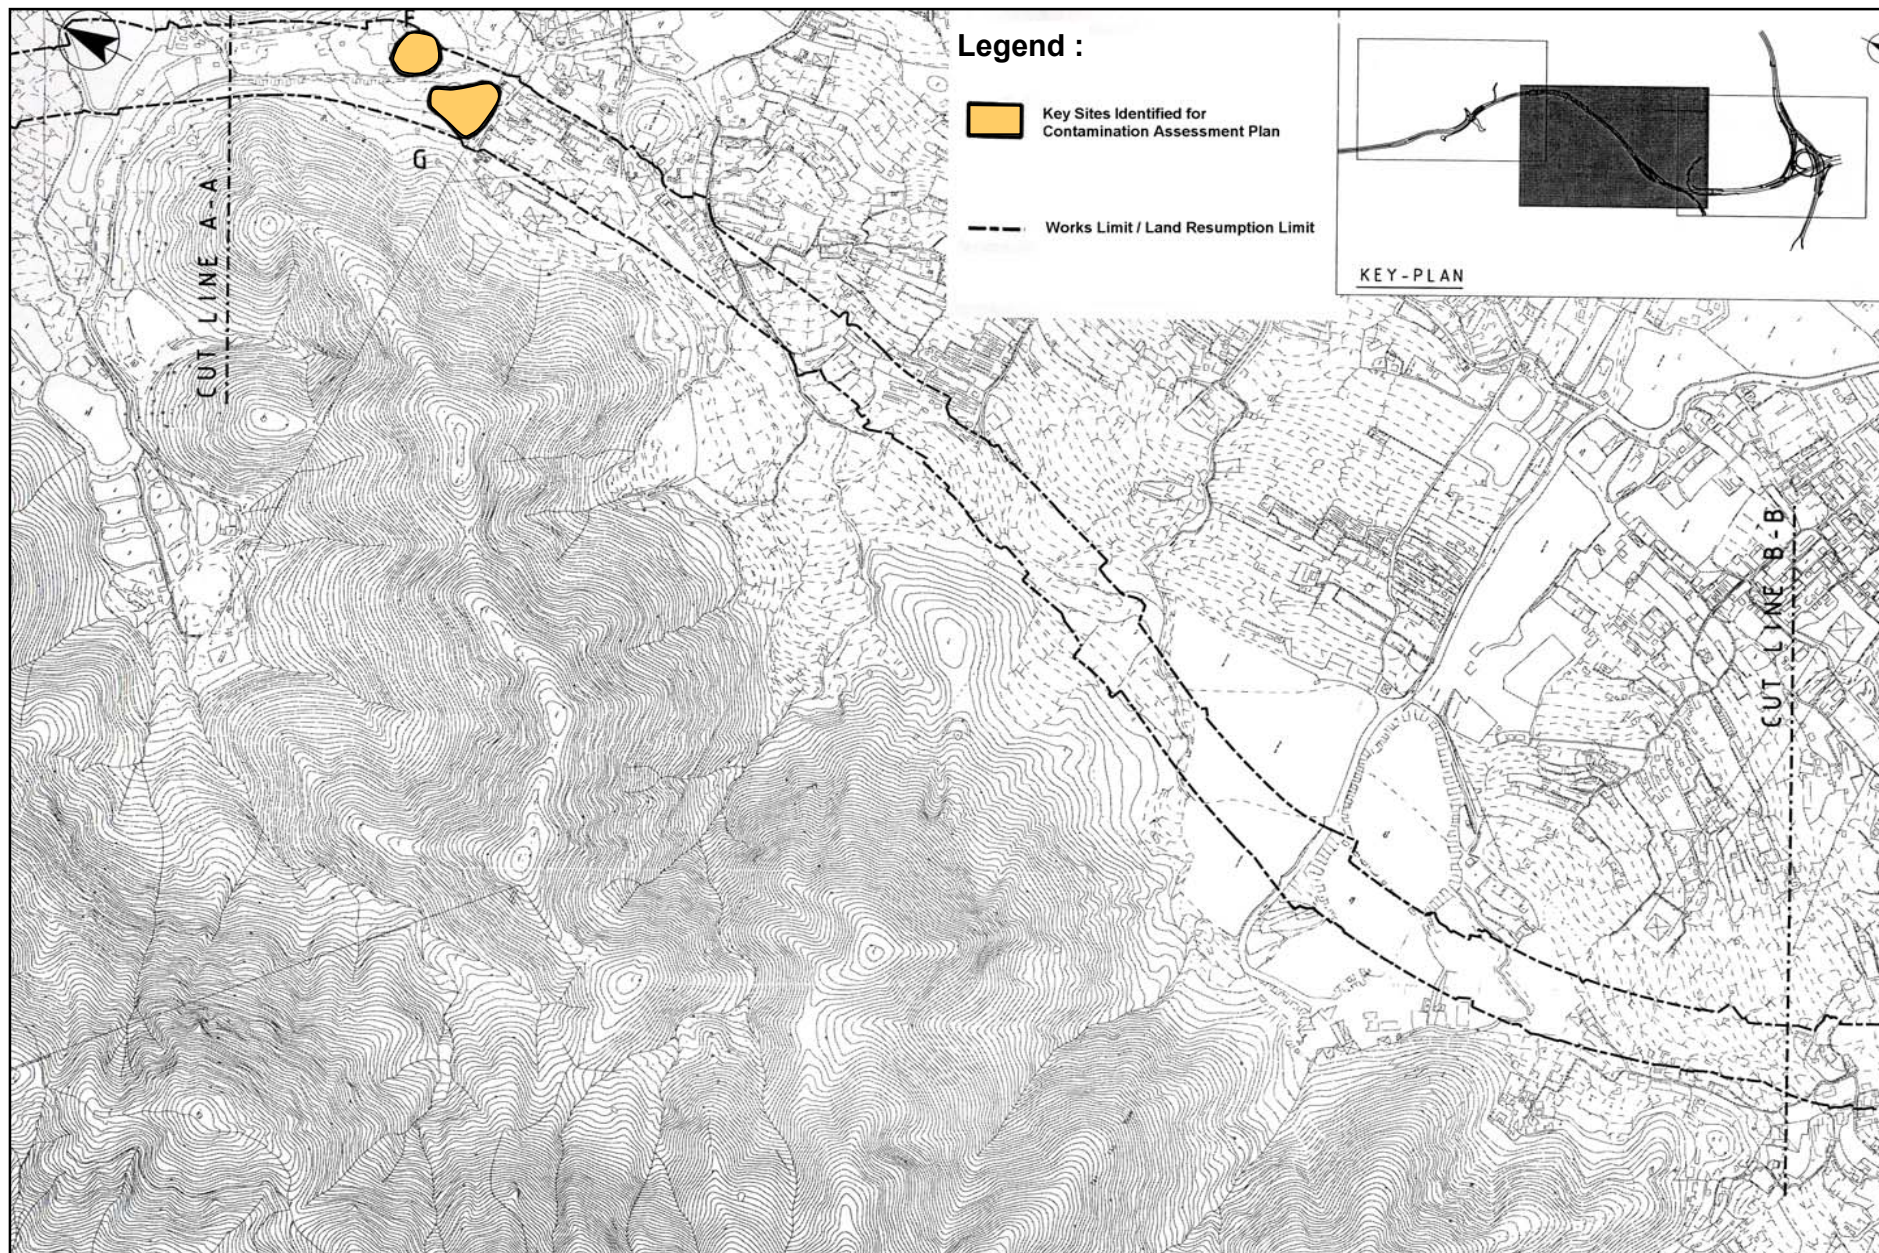 Legend :
Key Sites Identified for
Contamination Assessment Plan
Works Limit / Land Resumption Limit
KEY-PLAN
G
CUT LINE A-A
CUT LINE B-B